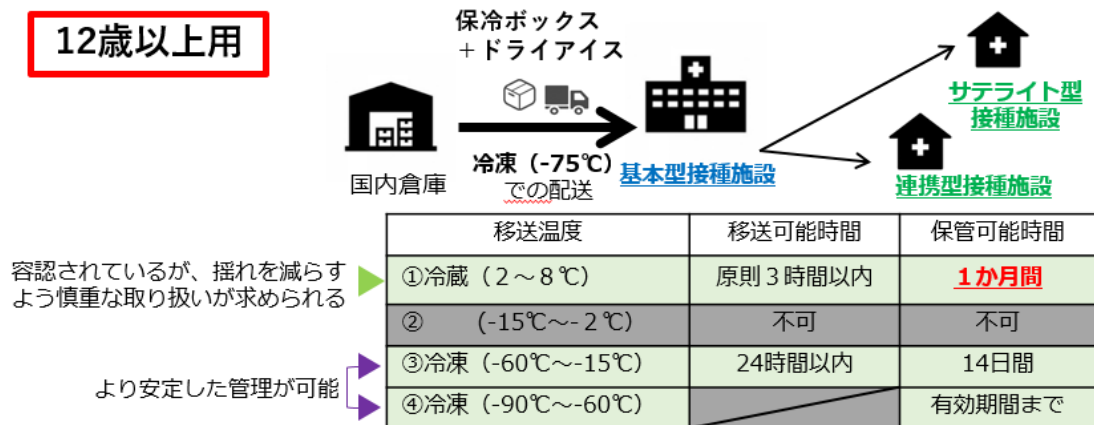 12歳以上用
保冷ボックス
＋ドライアイス
国内倉庫
冷凍（-75℃）
での配送
基本型接種施設
サテライト型
接種施設
連携型接種施設
移送温度 移送可能時間 保管可能時間
容認されているが、揺れを減らす
よう慎重な取り扱いが求められる
①冷蔵（２～８℃） 原則３時間以内 １か月間
② (-15℃～-２℃) 不可 不可
③冷凍（-60℃～-15℃） 24時間以内 14日間
より安定した管理が可能
④冷凍（-90℃～-60℃） 有効期間まで